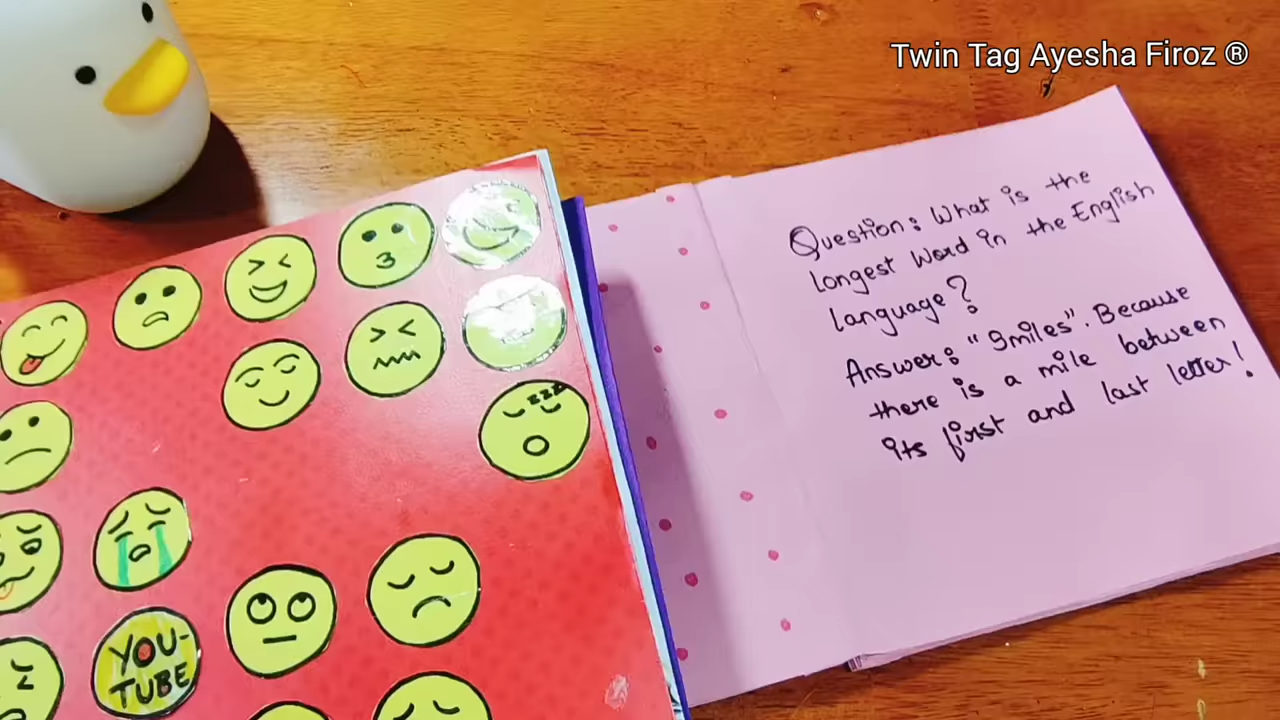 Twin Tag Ayesha Firoz ®
Question: What is the
longest Word in the English
language?
Answer: "Smiles". Because
there is a mile between
its first and last letter!
zzz
YOU-
TUBE